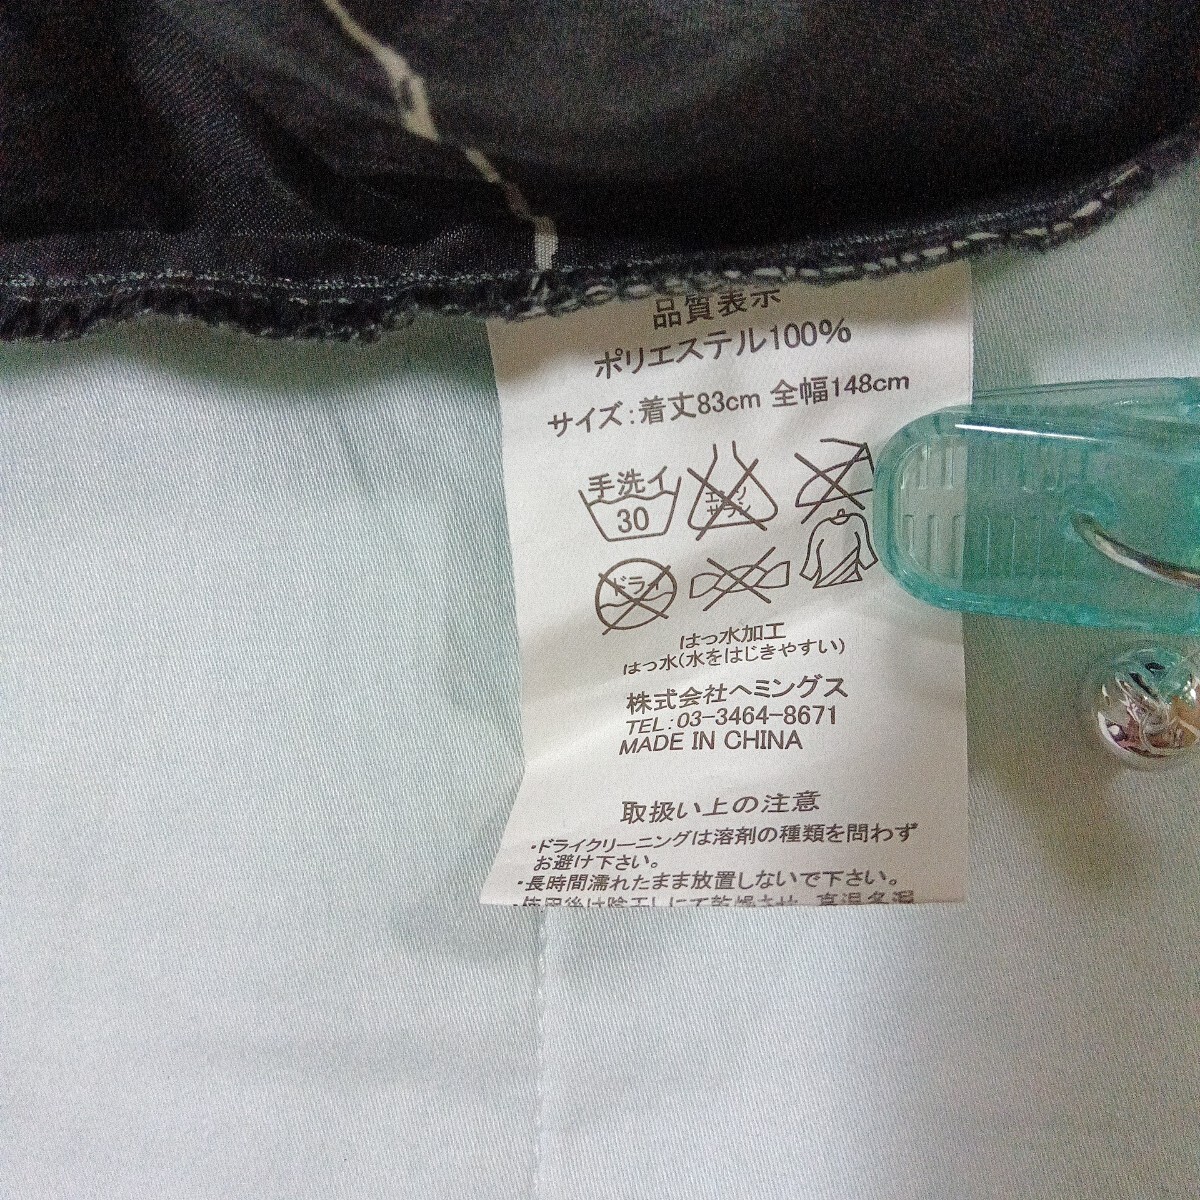 品質表示
ポリエステル100%
サイズ:着丈83cm 全幅148cm
手洗イ
30
エンソ
サラシ
ドライ
はっ水加工
はっ水(水をはじきやすい)
株式会社ヘミングス
TEL:03-3464-8671
MADE IN CHINA
取扱い上の注意
・ドライクリーニングは溶剤の種類を問わず
お避け下さい。
・長時間濡れたまま放置しないで下さい。